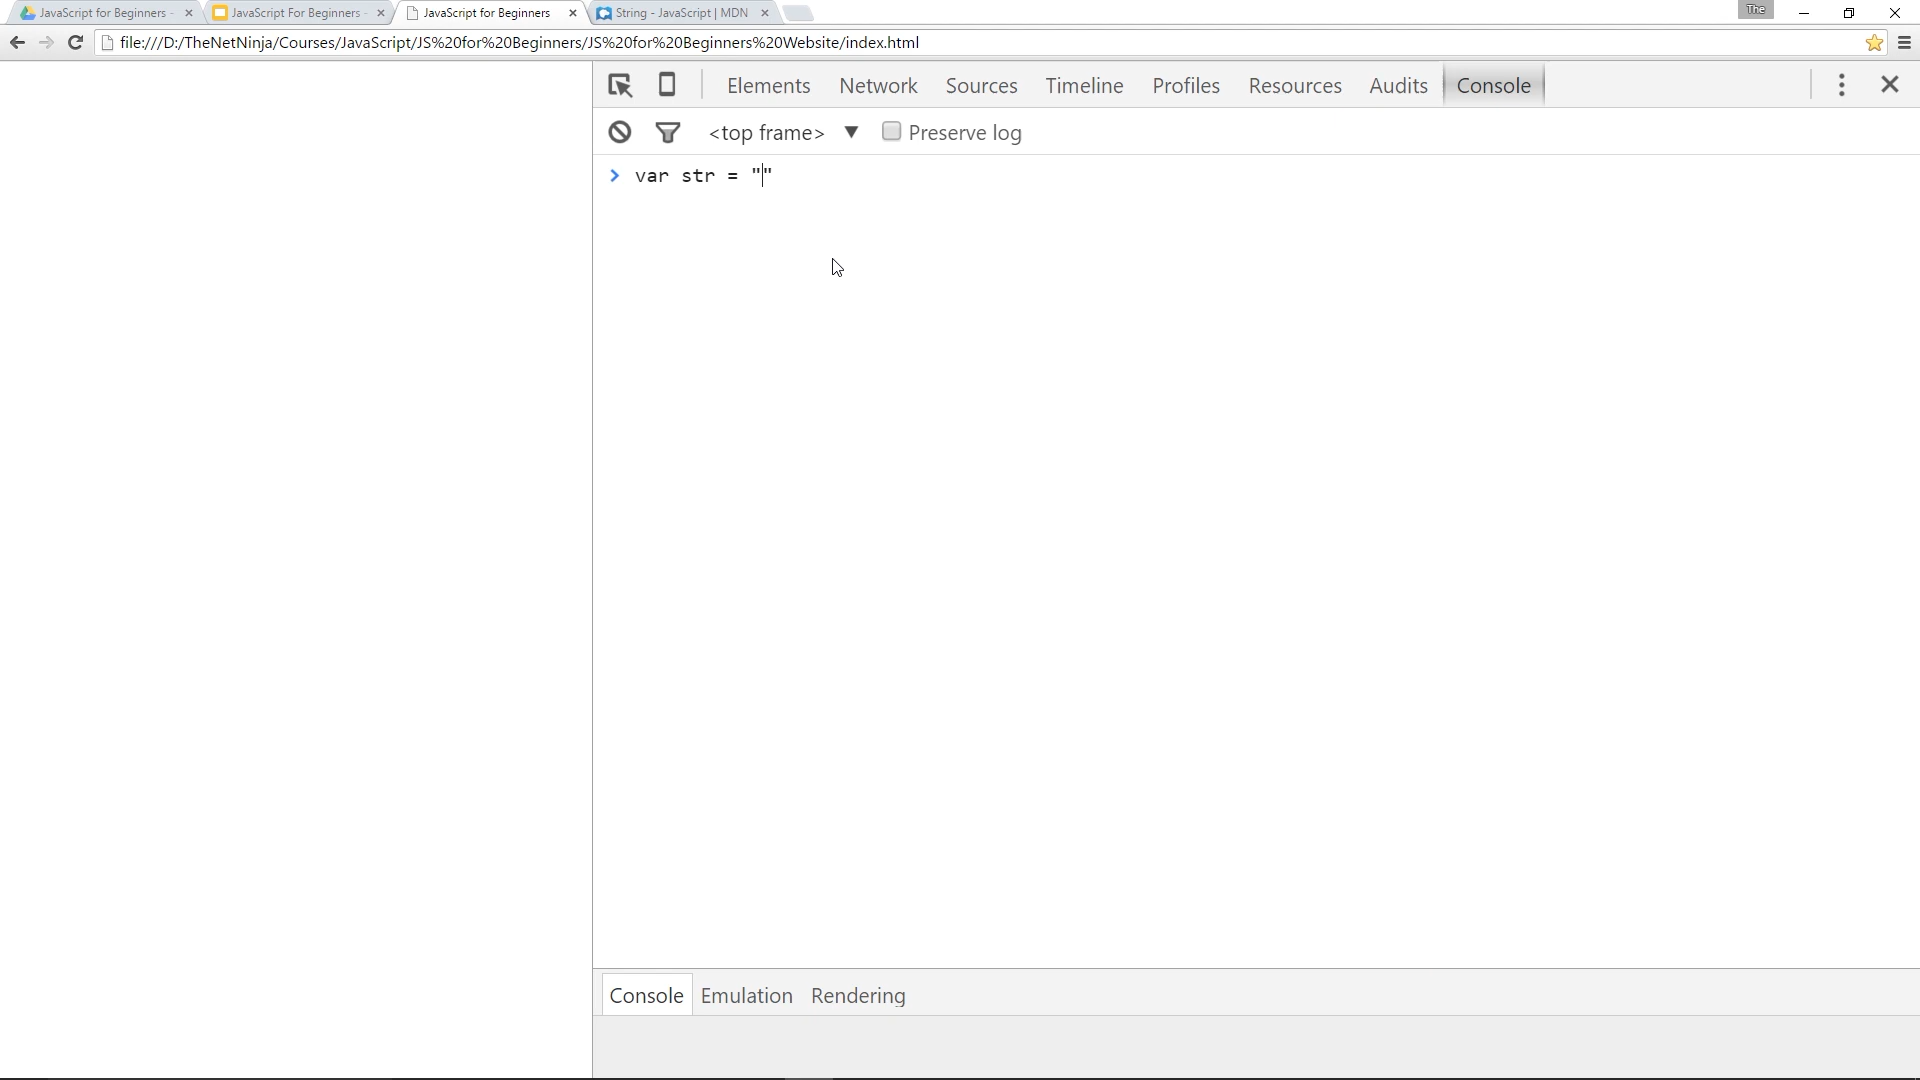 JavaScript for Beginners -
JavaScript For Beginners -
JavaScript for Beginners
String - JavaScript | MDN
The
file:///D:/TheNetNinja/Courses/JavaScript/JS%20for%20Beginners/JS%20for%20Beginners%20Website/index.html
Elements Network Sources Timeline Profiles Resources Audits Console
<top frame> ▼ Preserve log
> var str = ""
Console Emulation Rendering